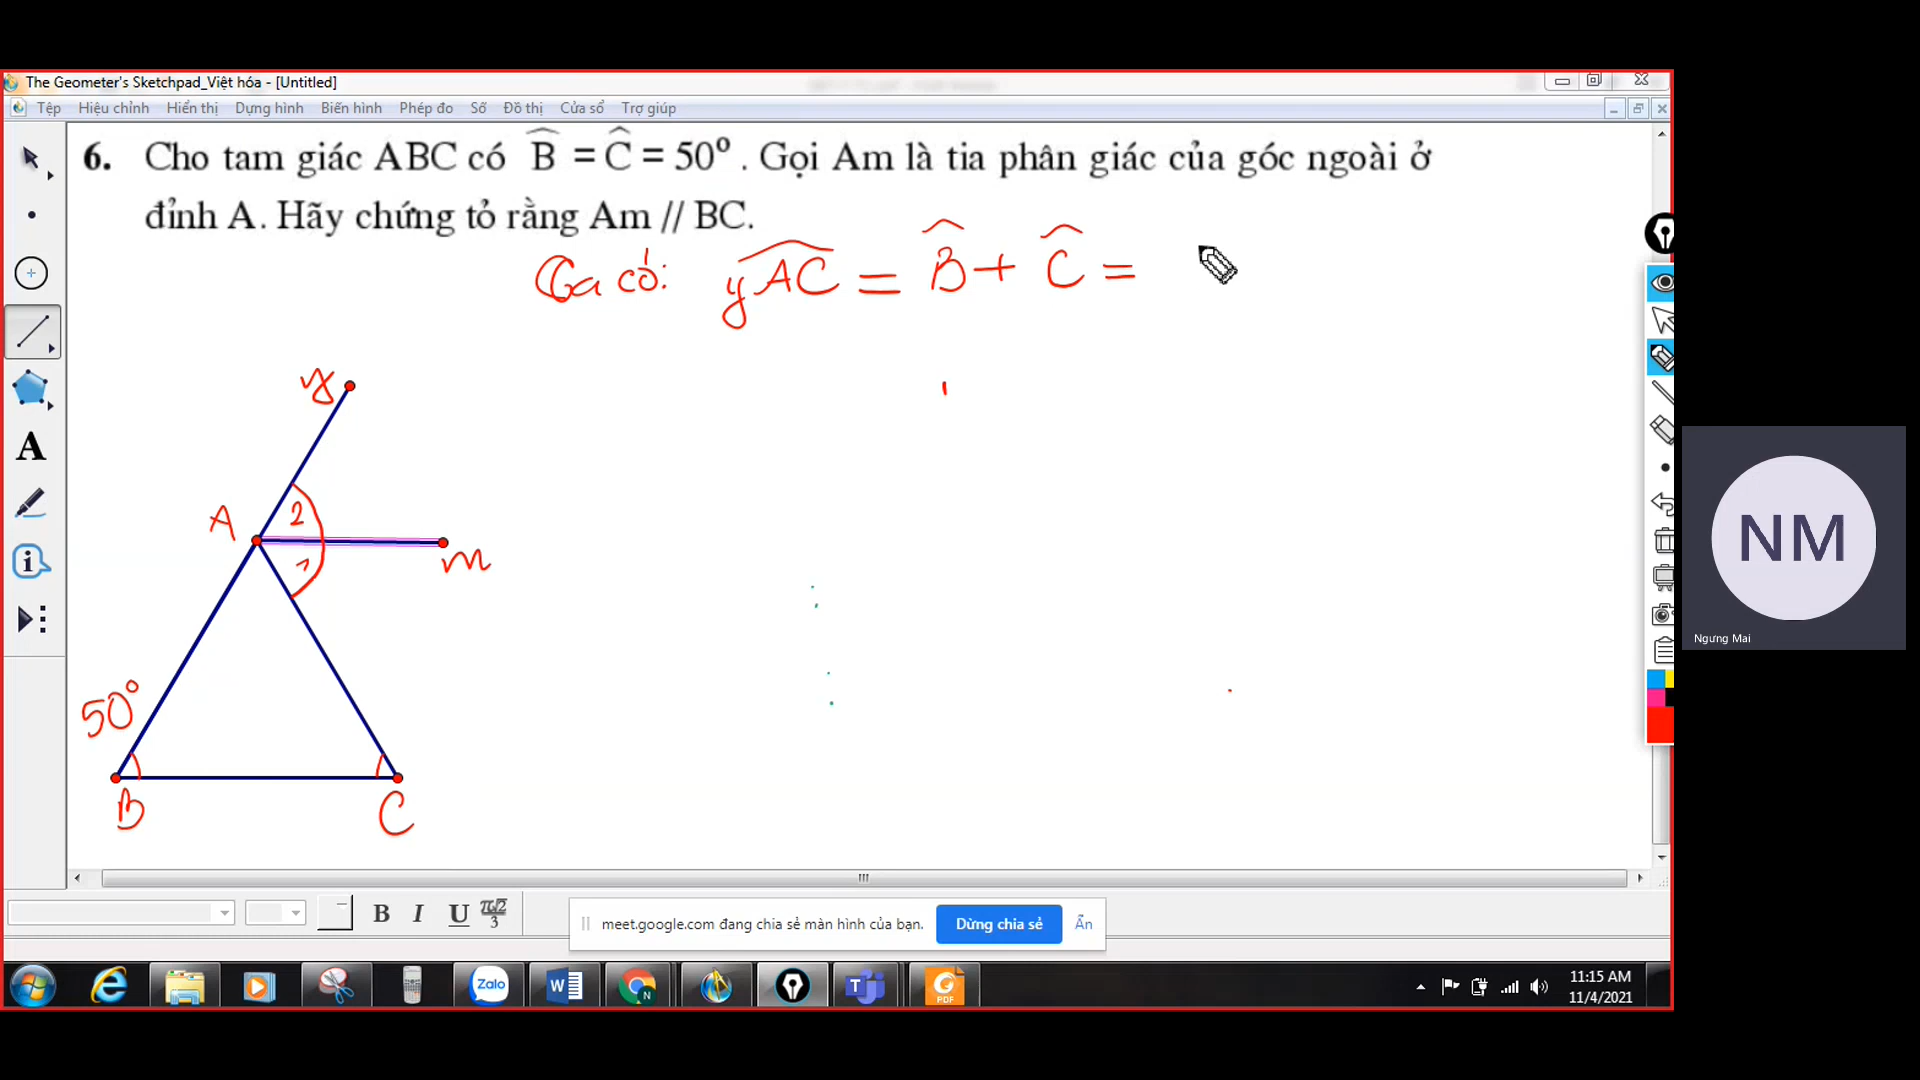 The Geometer's Sketchpad_Việt hóa - [Untitled]
Tệp Hiệu chỉnh Hiển thị Dựng hình Biến hình Phép đo Số Đồ thị Cửa sổ Trợ giúp
6. Cho tam giác ABC có B̂ = Ĉ = 50° . Gọi Am là tia phân giác của góc ngoài ở
đỉnh A. Hãy chứng tỏ rằng Am // BC.
Ta có: yAC = B̂ + Ĉ =
y
2
A
1
m
50°
B
C
A
NM
Ngưng Mai
B I U π√2/3
meet.google.com đang chia sẻ màn hình của bạn. Dừng chia sẻ Ẩn
Zalo
W
N
T
PDF
11:15 AM
11/4/2021